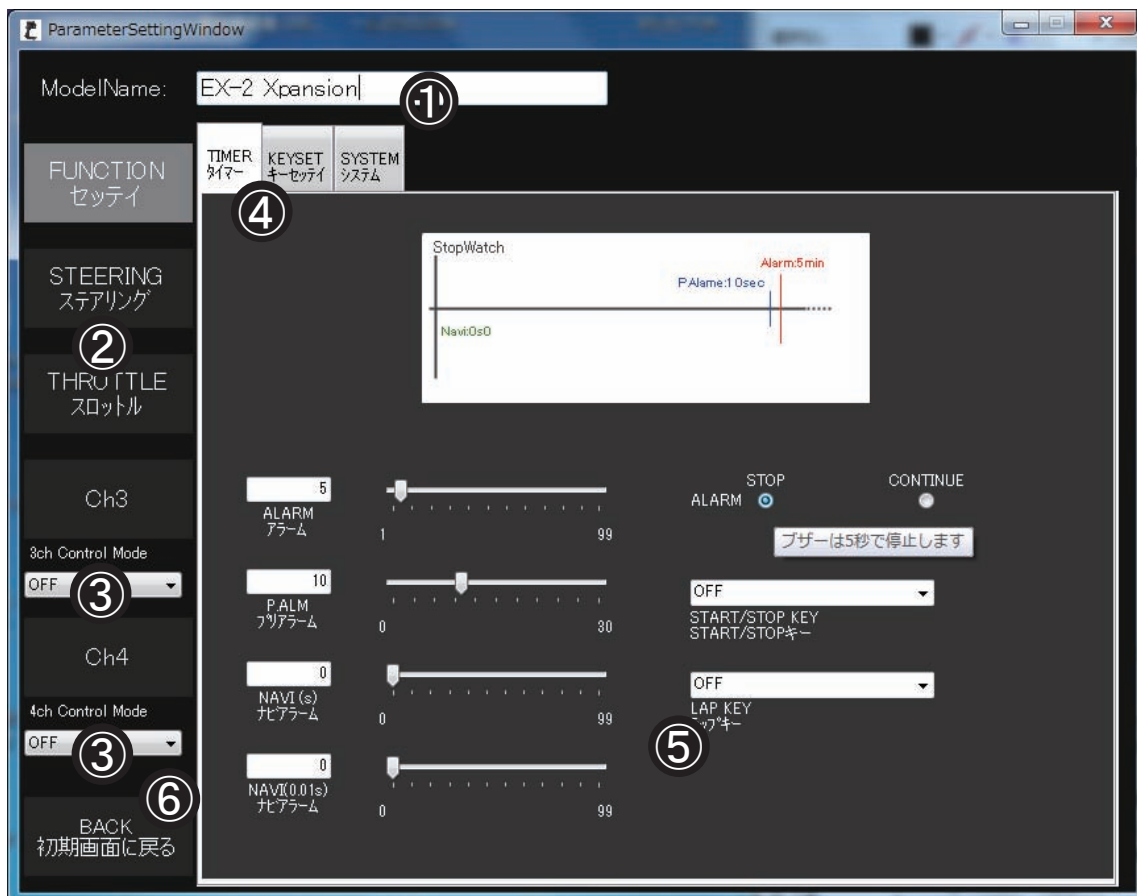 ParameterSettingWindow
ModelName:
EX-2 Xpansion
①
FUNCTION
セッテイ
STEERING
ステアリング
②
THROTTLE
スロットル
Ch3
3ch Control Mode
OFF
③
Ch4
4ch Control Mode
OFF
③
⑥
BACK
初期画面に戻る
TIMER
タイマー
KEYSET
キーセッテイ
SYSTEM
システム
④
StopWatch
Alarm:5min
P.Alame:10sec
Navi:0s0
5
ALARM
アラーム
1
99
10
P.ALM
プリアラーム
0
30
0
NAVI (s)
ナビアラーム
0
99
0
NAVI(0.01s)
ナビアラーム
0
99
STOP
CONTINUE
ALARM
ブザーは5秒で停止します
OFF
START/STOP KEY
START/STOPキー
OFF
LAP KEY
ラップキー
⑤